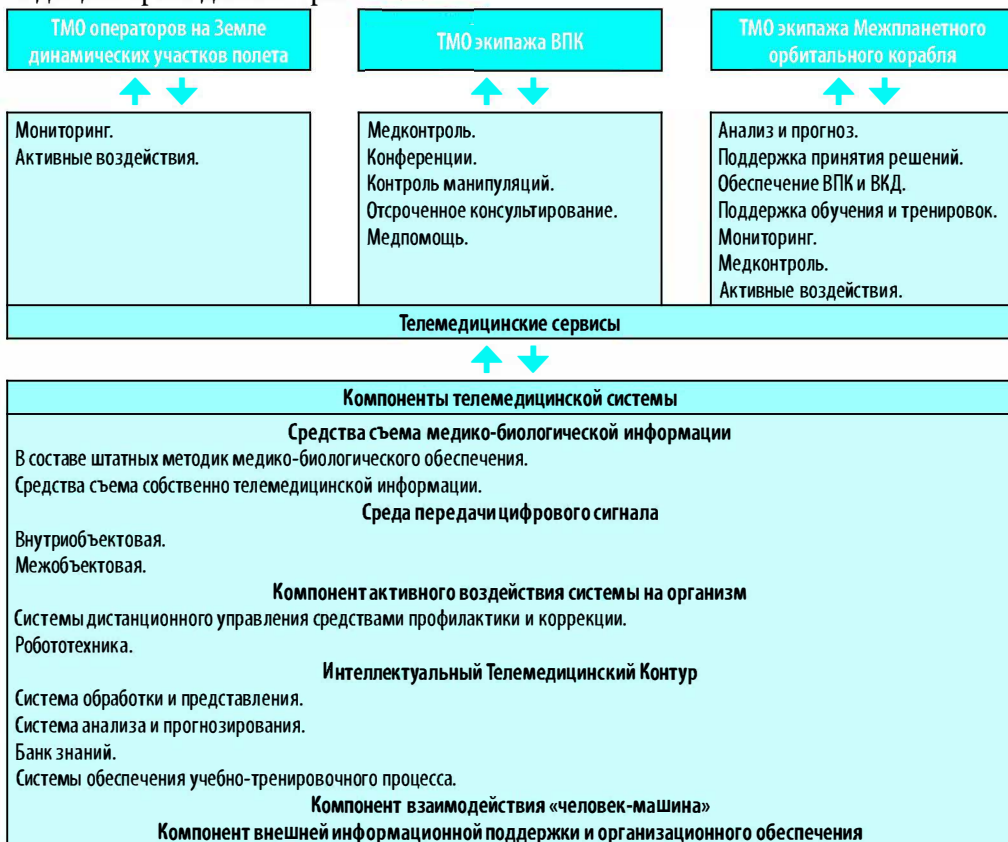 ТМО операторов на Земле
динамических участков полета
ТМО экипажа ВПК
ТМО экипажа Межпланетного
орбитального корабля
Мониторинг.
Активные воздействия.
Медконтроль.
Конференции.
Контроль манипуляций.
Отсроченное консультирование.
Медпомощь.
Анализ и прогноз.
Поддержка принятия решений.
Обеспечение ВПК и ВКД.
Поддержка обучения и тренировок.
Мониторинг.
Медконтроль.
Активные воздействия.
Телемедицинские сервисы
Компоненты телемедицинской системы
Средства съема медико-биологической информации
В составе штатных методик медико-биологического обеспечения.
Средства съема собственно телемедицинской информации.
Среда передачи цифрового сигнала
Внутриобъектовая.
Межобъектовая.
Компонент активного воздействия системы на организм
Системы дистанционного управления средствами профилактики и коррекции.
Робототехника.
Интеллектуальный Телемедицинский Контур
Система обработки и представления.
Система анализа и прогнозирования.
Банк знаний.
Системы обеспечения учебно-тренировочного процесса.
Компонент взаимодействия «человек-машина»
Компонент внешней информационной поддержки и организационного обеспечения